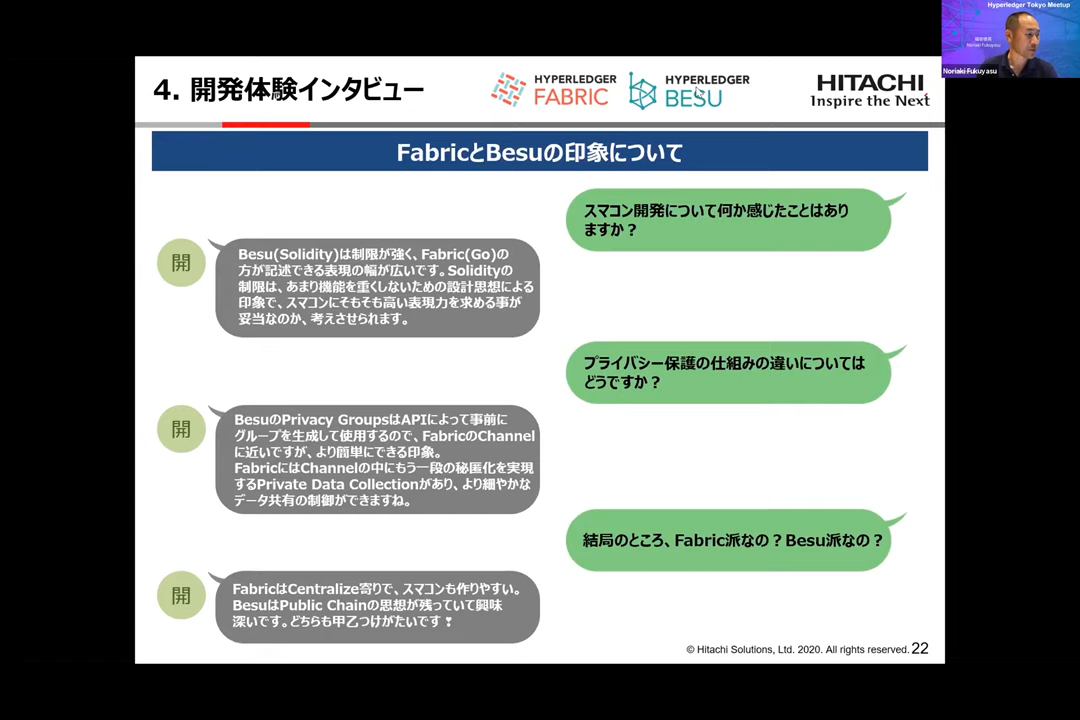 Hyperledger Tokyo Meetup
Noriaki Fukuyasu
Noriaki Fukuyasu
4. 開発体験インタビュー
HYPERLEDGER
FABRIC
HYPERLEDGER
BESU
HITACHI
Inspire the Next
FabricとBesuの印象について
スマコン開発について何か感じたことはあり
ますか？
開
Besu(Solidity)は制限が強く、Fabric(Go)の
方が記述できる表現の幅が広いです。Solidityの
制限は、あまり機能を重くしないための設計思想による
印象で、スマコンにそもそも高い表現力を求める事が
妥当なのか、考えさせられます。
プライバシー保護の仕組みの違いについては
どうですか？
開
BesuのPrivacy GroupsはAPIによって事前に
グループを生成して使用するので、FabricのChannel
に近いですが、より簡単にできる印象。
FabricにはChannelの中にもう一段の秘匿化を実現
するPrivate Data Collectionがあり、より細やかな
データ共有の制御ができますね。
結局のところ、Fabric派なの？Besu派なの？
開
FabricはCentralize寄りで、スマコンも作りやすい。
BesuはPublic Chainの思想が残っていて興味
深いです。どちらも甲乙つけがたいです❢
© Hitachi Solutions, Ltd. 2020. All rights reserved. 22